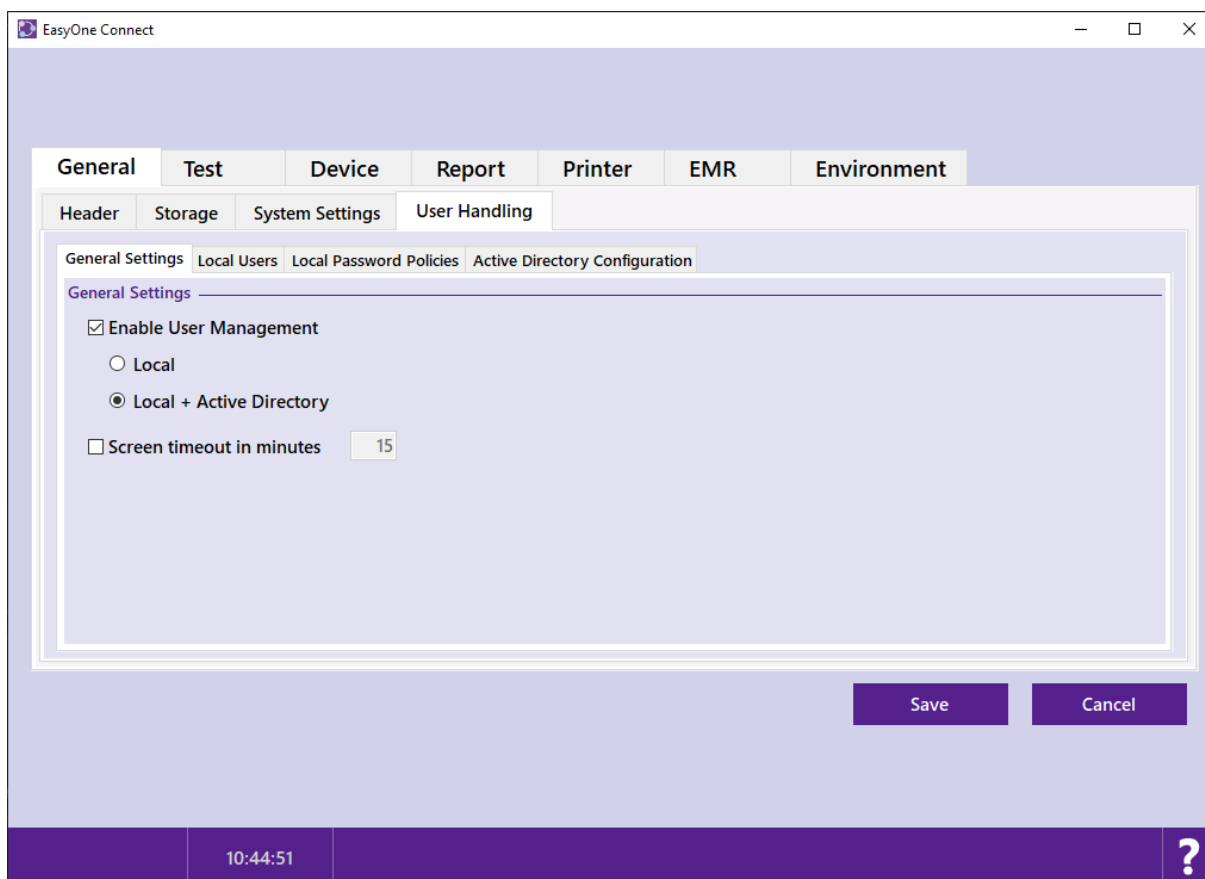 EasyOne Connect
General Test Device Report Printer EMR Environment
Header Storage System Settings User Handling
General Settings Local Users Local Password Policies Active Directory Configuration
General Settings
Enable User Management
Local
Local + Active Directory
Screen timeout in minutes 15
Save Cancel
10:44:51 ?